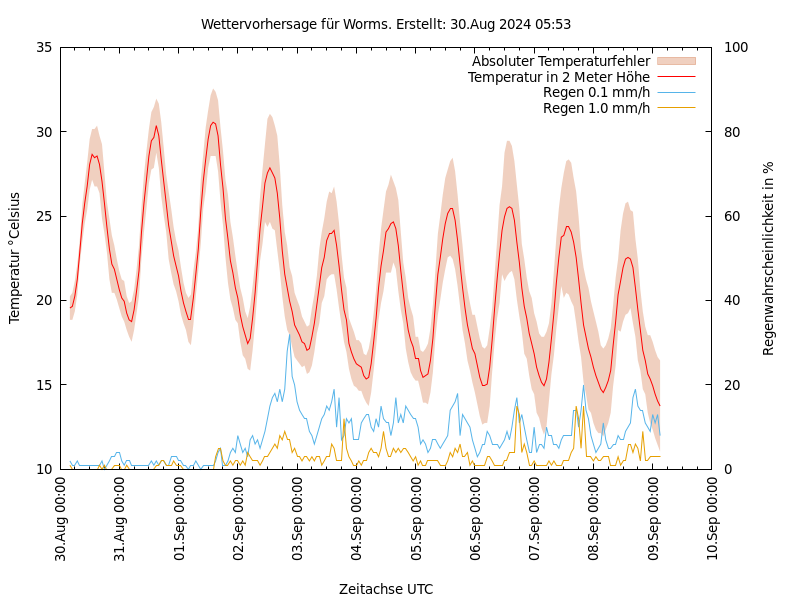 Wettervorhersage für Worms. Erstellt: 30.Aug 2024 05:53
Absoluter Temperaturfehler
Temperatur in 2 Meter Höhe
Regen 0.1 mm/h
Regen 1.0 mm/h
35
30
25
20
15
10
100
80
60
40
20
0
Temperatur °Celsius
Regenwahrscheinlichkeit in %
30.Aug 00:00
31.Aug 00:00
01.Sep 00:00
02.Sep 00:00
03.Sep 00:00
04.Sep 00:00
05.Sep 00:00
06.Sep 00:00
07.Sep 00:00
08.Sep 00:00
09.Sep 00:00
10.Sep 00:00
Zeitachse UTC